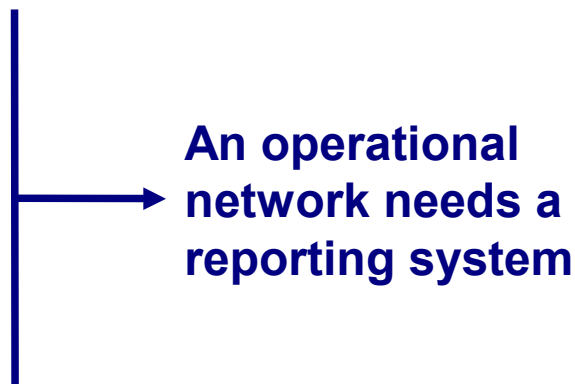 An operational
network needs a
reporting system